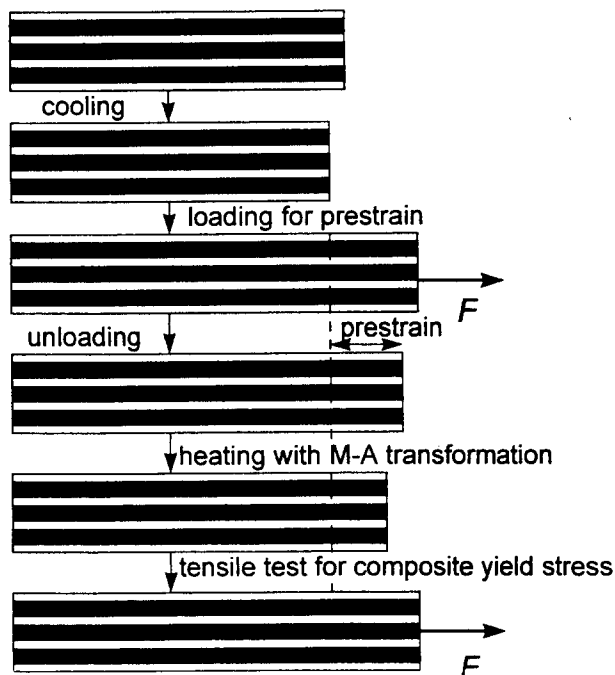 cooling
loading for prestrain
F
unloading
prestrain
heating with M-A transformation
tensile test for composite yield stress
F